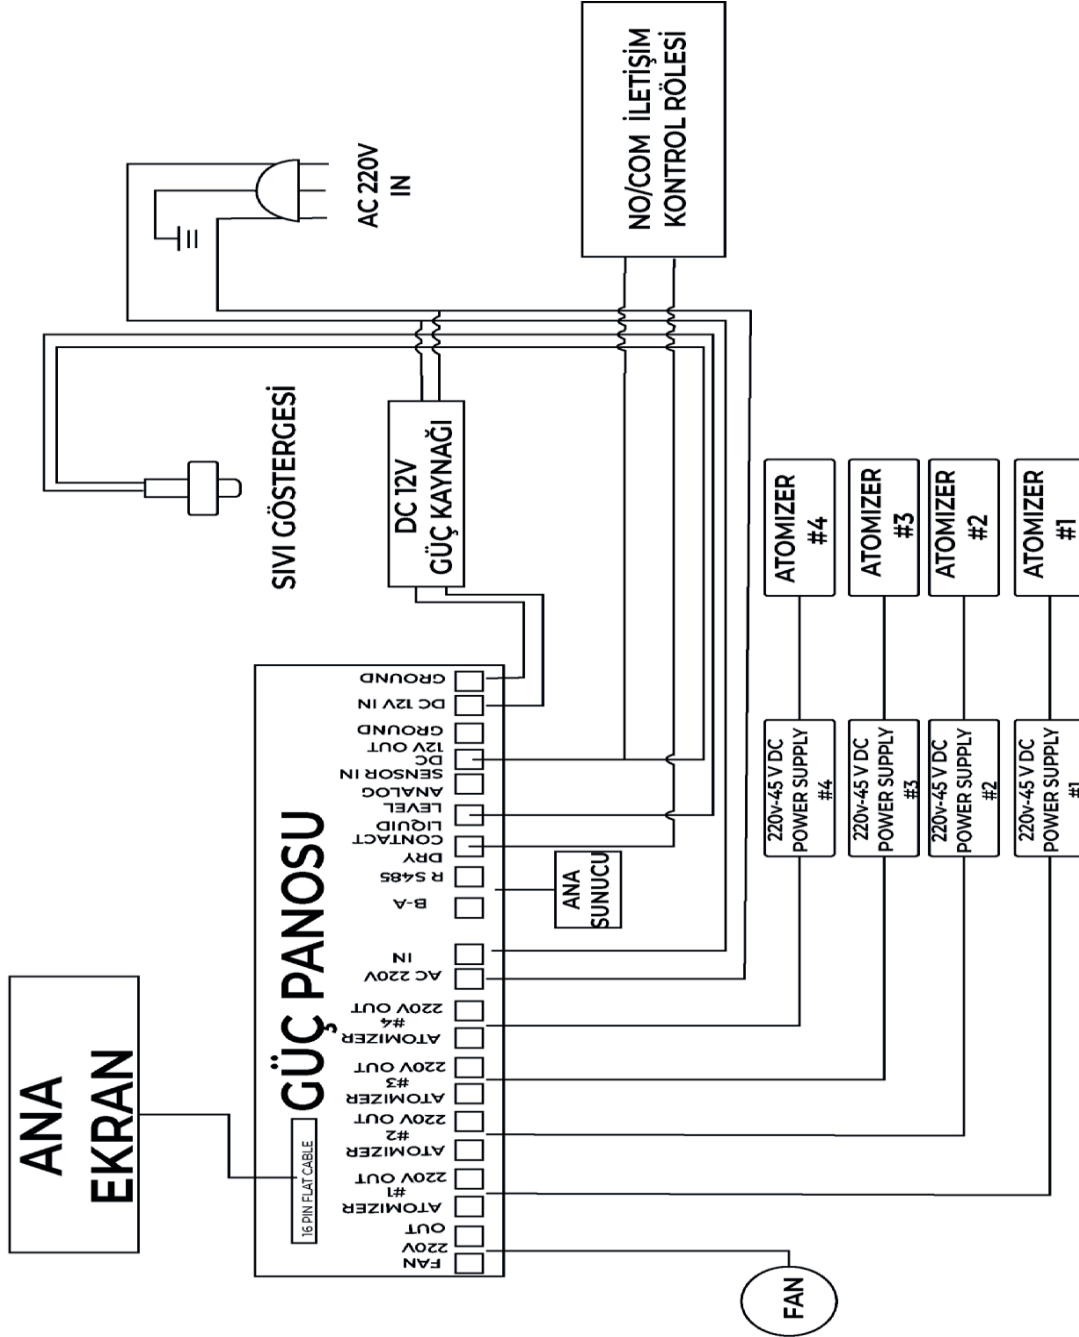 ANA
EKRAN
16 PIN FLAT CABLE
GÜÇ PANOSU
FAN
220V
OUT
ATOMIZER
#1
220V OUT
ATOMIZER
#2
220V OUT
ATOMIZER
#3
220V OUT
ATOMIZER
#4
220V OUT
AC 220V
IN
B-A
R S485
DRY
CONTACT
LIQUID
LEVEL
ANALOG
SENSOR IN
DC
12V OUT
GROUND
DC 12V IN
GROUND
SIVI GÖSTERGESİ
AC 220V
IN
DC 12V
GÜÇ KAYNAĞI
NO/COM İLETİŞİM
KONTROL RÖLESİ
ANA
SUNUCU
FAN
220v-45 V DC
POWER SUPPLY
#4
ATOMIZER
#4
220v-45 V DC
POWER SUPPLY
#3
ATOMIZER
#3
220v-45 V DC
POWER SUPPLY
#2
ATOMIZER
#2
220v-45 V DC
POWER SUPPLY
#1
ATOMIZER
#1